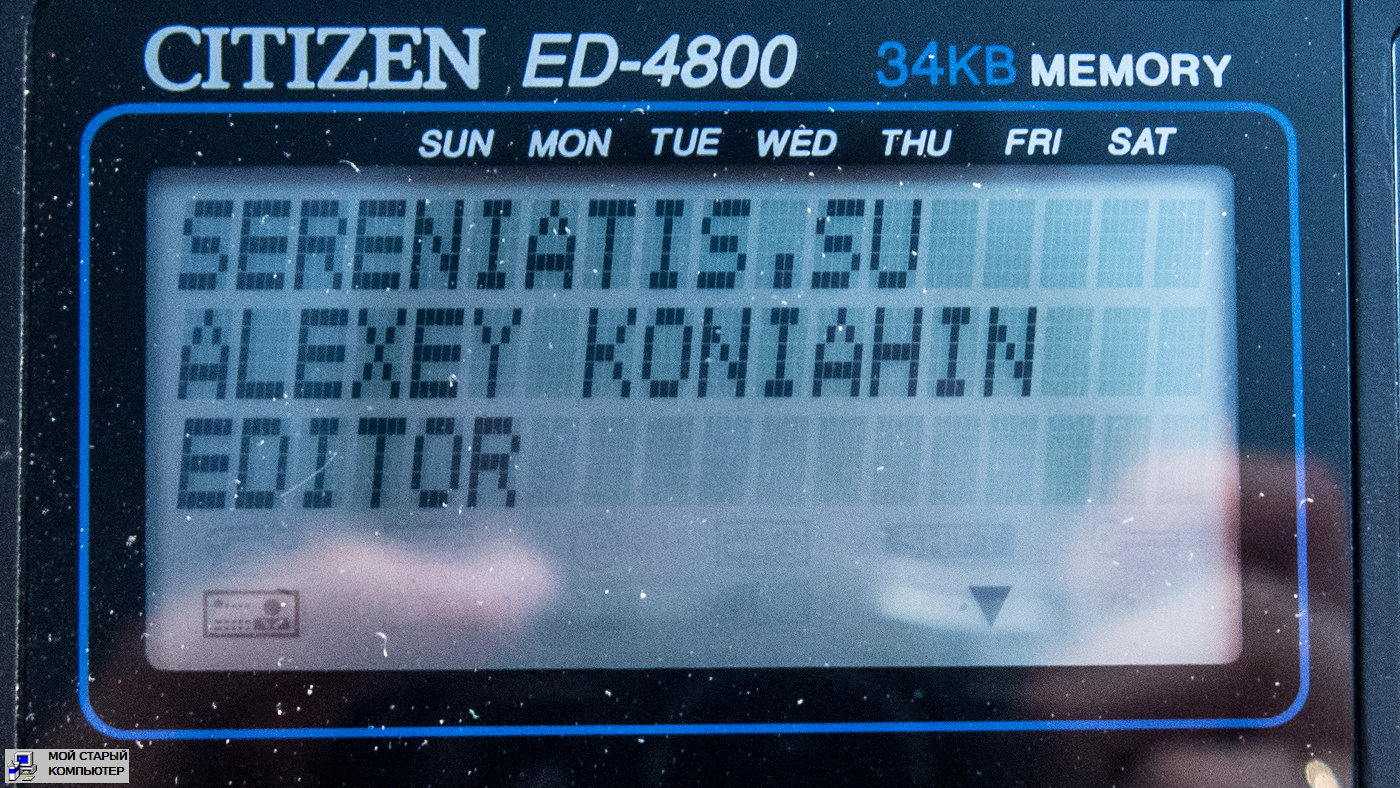 CITIZEN ED-4800 34KB MEMORY
SUN MON TUE WED THU FRI SAT
SERENIATIS.SU
ALEXEY KONIAHIN
EDITOR
МОЙ СТАРЫЙ
КОМПЬЮТЕР